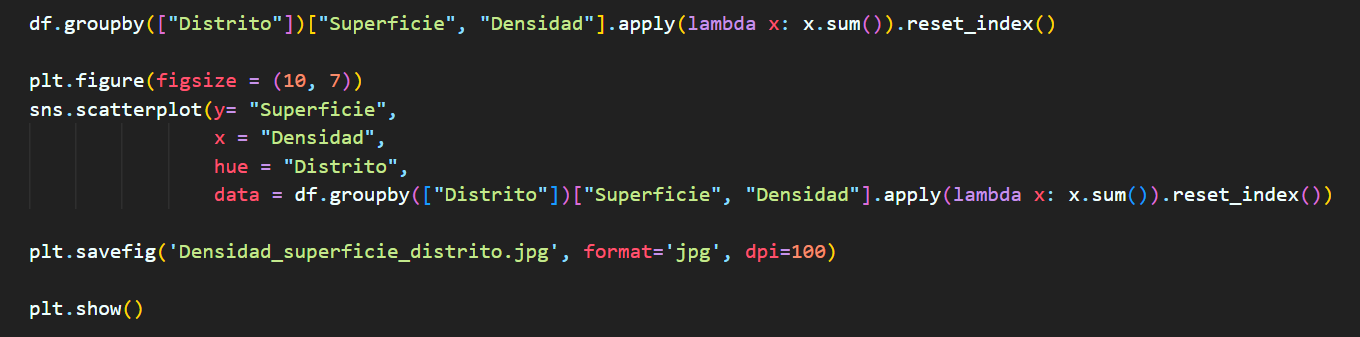 df.groupby(["Distrito"])["Superficie", "Densidad"].apply(lambda x: x.sum()).reset_index()
plt.figure(figsize = (10, 7))
sns.scatterplot(y= "Superficie",
x = "Densidad",
hue = "Distrito",
data = df.groupby(["Distrito"])["Superficie", "Densidad"].apply(lambda x: x.sum()).reset_index())
plt.savefig('Densidad_superficie_distrito.jpg', format='jpg', dpi=100)
plt.show()